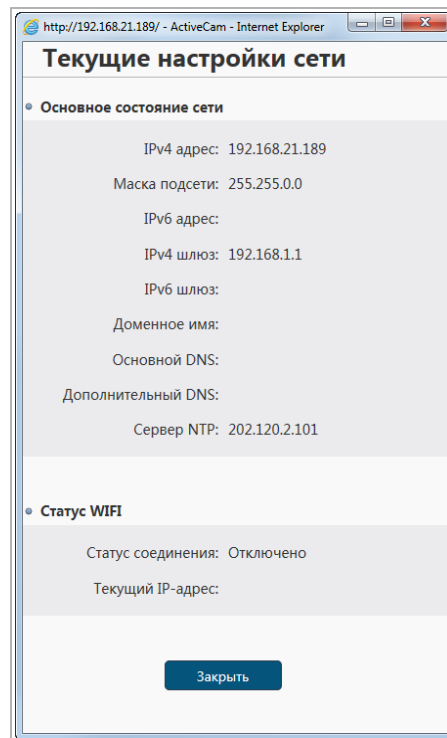 http://192.168.21.189/ - ActiveCam - Internet Explorer
Текущие настройки сети
Основное состояние сети
IPv4 адрес: 192.168.21.189
Маска подсети: 255.255.0.0
IPv6 адрес:
IPv4 шлюз: 192.168.1.1
IPv6 шлюз:
Доменное имя:
Основной DNS:
Дополнительный DNS:
Сервер NTP: 202.120.2.101
Статус WIFI
Статус соединения: Отключено
Текущий IP-адрес:
Закрыть